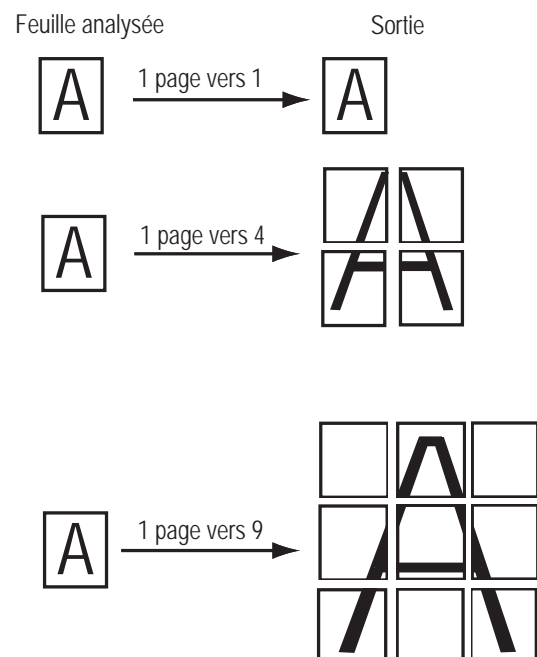 Feuille analysée Sortie
A 1 page vers 1 A
A 1 page vers 4 A
A 1 page vers 9 A